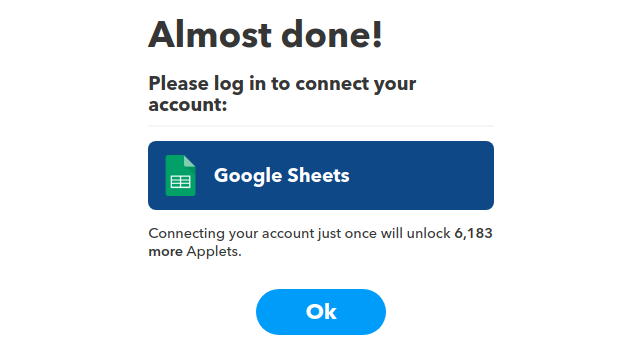 Almost done!
Please log in to connect your
account:
Google Sheets
Connecting your account just once will unlock 6,183
more Applets.
Ok